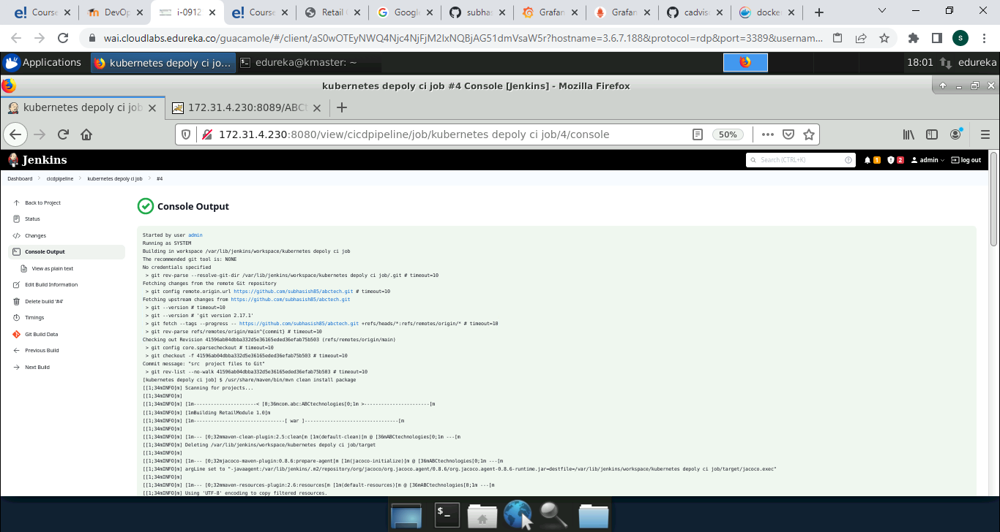 e! Course
DevOp
i-0912
e! Course
Retail
Google
subhas
Grafan
Grafan
cadvis
docke
wai.cloudlabs.edureka.co/guacamole/#/client/aS0wOTEyNWQ4Njc4NjFjM2IxNQBjAG51dmVsaW5r?hostname=3.6.7.188&protocol=rdp&port=3389&usernam...
S
Applications
kubernetes depoly ci jo...
edureka@kmaster: ~
18:01
edureka
kubernetes depoly ci job #4 Console [Jenkins] - Mozilla Firefox
kubernetes depoly ci job
172.31.4.230:8089/ABCt
172.31.4.230:8080/view/cicdpipeline/job/kubernetes depoly ci job/4/console
50%
Jenkins
Search (CTRL+K)
1
2
admin
log out
Dashboard
cicdpipeline
kubernetes depoly ci job
#4
Back to Project
Status
Changes
Console Output
View as plain text
Edit Build Information
Delete build '#4'
Timings
Git Build Data
Previous Build
Next Build
Console Output
Started by user admin
Running as SYSTEM
Building in workspace /var/lib/jenkins/workspace/kubernetes depoly ci job
The recommended git tool is: NONE
No credentials specified
> git rev-parse --resolve-git-dir /var/lib/jenkins/workspace/kubernetes depoly ci job/.git # timeout=10
Fetching changes from the remote Git repository
> git config remote.origin.url https://github.com/subhasish85/abctech.git # timeout=10
Fetching upstream changes from https://github.com/subhasish85/abctech.git
> git --version # timeout=10
> git --version # 'git version 2.17.1'
> git fetch --tags --progress -- https://github.com/subhasish85/abctech.git +refs/heads/*:refs/remotes/origin/* # timeout=10
> git rev-parse refs/remotes/origin/main^{commit} # timeout=10
Checking out Revision 41596ab04dbba332d5e36165eded36efab75b503 (refs/remotes/origin/main)
> git config core.sparsecheckout # timeout=10
> git checkout -f 41596ab04dbba332d5e36165eded36efab75b503 # timeout=10
Commit message: "src  project files to Git"
> git rev-list --no-walk 41596ab04dbba332d5e36165eded36efab75b503 # timeout=10
[kubernetes depoly ci job] $ /usr/share/maven/bin/mvn clean install package
[[1;34mINFO[m] Scanning for projects...
[[1;34mINFO[m]
[[1;34mINFO[m] [1m----------------------< [0;36mcom.abc:ABCtechnologies[0;1m >-----------------------[m
[[1;34mINFO[m] [1mBuilding RetailModule 1.0[m
[[1;34mINFO[m] [1m--------------------------------[ war ]---------------------------------[m
[[1;34mINFO[m]
[[1;34mINFO[m] [1m--- [0;32mmaven-clean-plugin:2.5:clean[m [1m(default-clean)[m @ [36mABCtechnologies[0;1m ---[m
[[1;34mINFO[m] Deleting /var/lib/jenkins/workspace/kubernetes depoly ci job/target
[[1;34mINFO[m]
[[1;34mINFO[m] [1m--- [0;32mjacoco-maven-plugin:0.8.6:prepare-agent[m [1m(jacoco-initialize)[m @ [36mABCtechnologies[0;1m ---[m
[[1;34mINFO[m] argLine set to "-javaagent:/var/lib/jenkins/.m2/repository/org/jacoco/org.jacoco.agent/0.8.6/org.jacoco.agent-0.8.6-runtime.jar=destfile=/var/lib/jenkins/workspace/kubernetes depoly ci job/target/jacoco.exec"
[[1;34mINFO[m]
[[1;34mINFO[m] [1m--- [0;32mmaven-resources-plugin:2.6:resources[m [1m(default-resources)[m @ [36mABCtechnologies[0;1m ---[m
[[1;34mINFO[m] Using 'UTF-8' encoding to copy filtered resources.